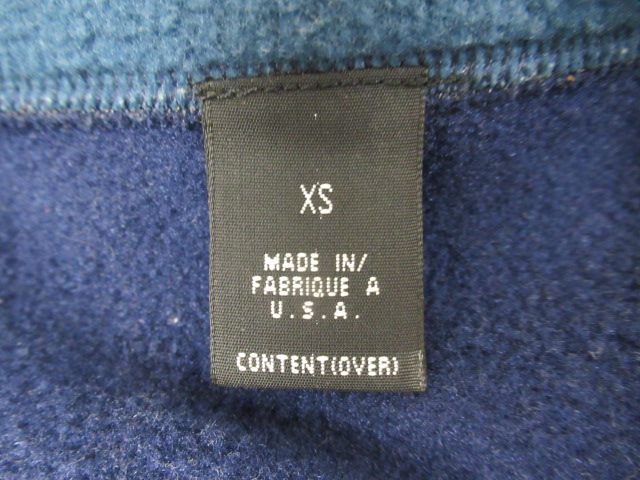 XS
MADE IN/
FABRIQUE A
U.S.A.
CONTENT(OVER)